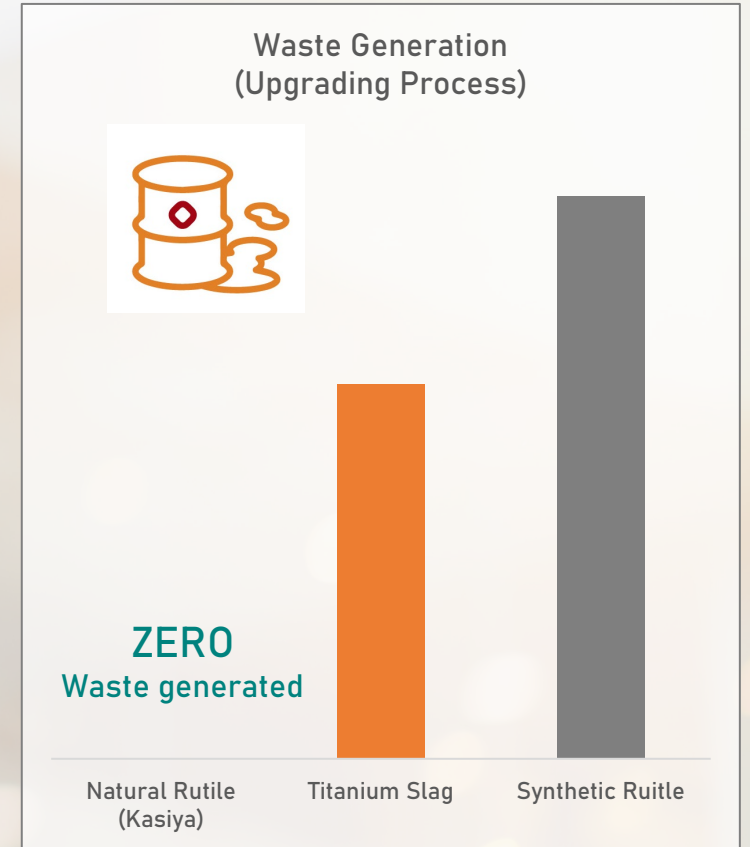 Waste Generation
(Upgrading Process)
ZERO
Waste generated
Natural Rutile
(Kasiya)
Titanium Slag
Synthetic Ruitle